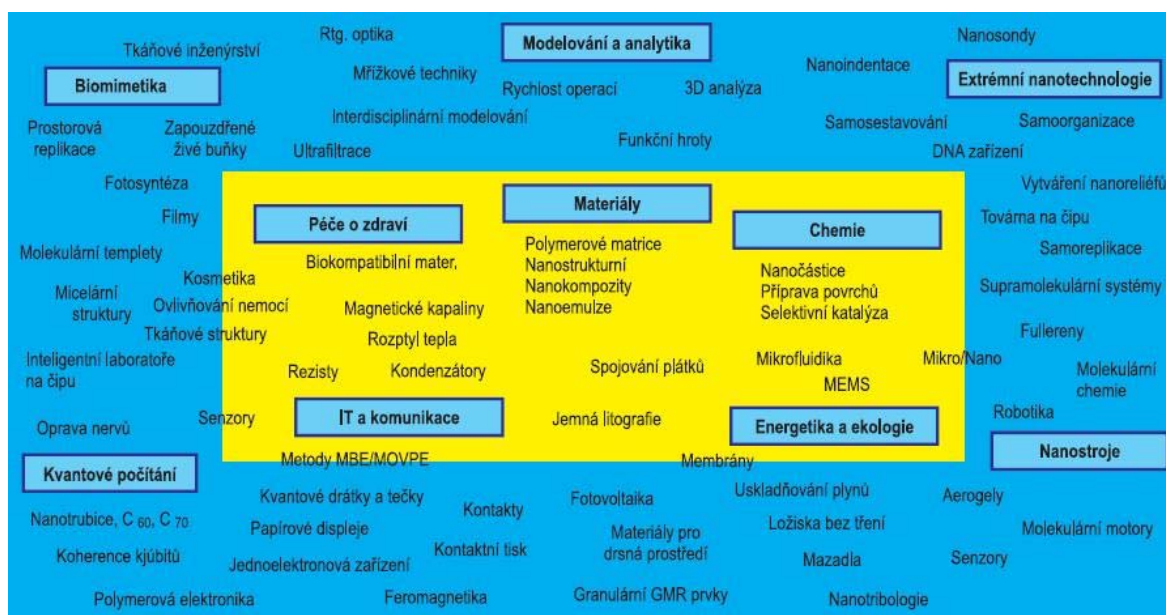 Rtg. optika
Modelování a analytika
Nanosondy
Tkáňové inženýrství
Mřížkové techniky
Nanoindentace
Biomimetika
Rychlost operací
3D analýza
Extrémní nanotechnologie
Interdisciplinární modelování
Prostorová
replikace
Zapouzdřené
živé buňky
Ultrafiltrace
Funkční hroty
Samosestavování
Samoorganizace
DNA zařízení
Fotosyntéza
Vytváření nanoreliéfů
Filmy
Péče o zdraví
Materiály
Chemie
Továrna na čipu
Molekulární templety
Biokompatibilní mater.
Polymerové matrice
Nanostrukturní
Nanokompozity
Nanoemulze
Nanočástice
Příprava povrchů
Selektivní katalýza
Samoreplikace
Kosmetika
Supramolekulární systémy
Micelární
struktury
Ovlivňování nemocí
Magnetické kapaliny
Tkáňové struktury
Rozptyl tepla
Fullereny
Inteligentní laboratoře
na čipu
Rezisty
Kondenzátory
Spojování plátků
Mikrofluidika
MEMS
Mikro/Nano
Molekulární
chemie
Senzory
IT a komunikace
Jemná litografie
Energetika a ekologie
Robotika
Oprava nervů
Nanostroje
Kvantové počítání
Metody MBE/MOVPE
Membrány
Kvantové drátky a tečky
Kontakty
Fotovoltaika
Uskladňování plynů
Aerogely
Nanotrubice, C 60, C 70
Papírové displeje
Materiály pro
drsná prostředí
Ložiska bez tření
Molekulární motory
Koherence kjúbitů
Jednoelektronová zařízení
Kontaktní tisk
Mazadla
Senzory
Polymerová elektronika
Feromagnetika
Granulární GMR prvky
Nanotribologie